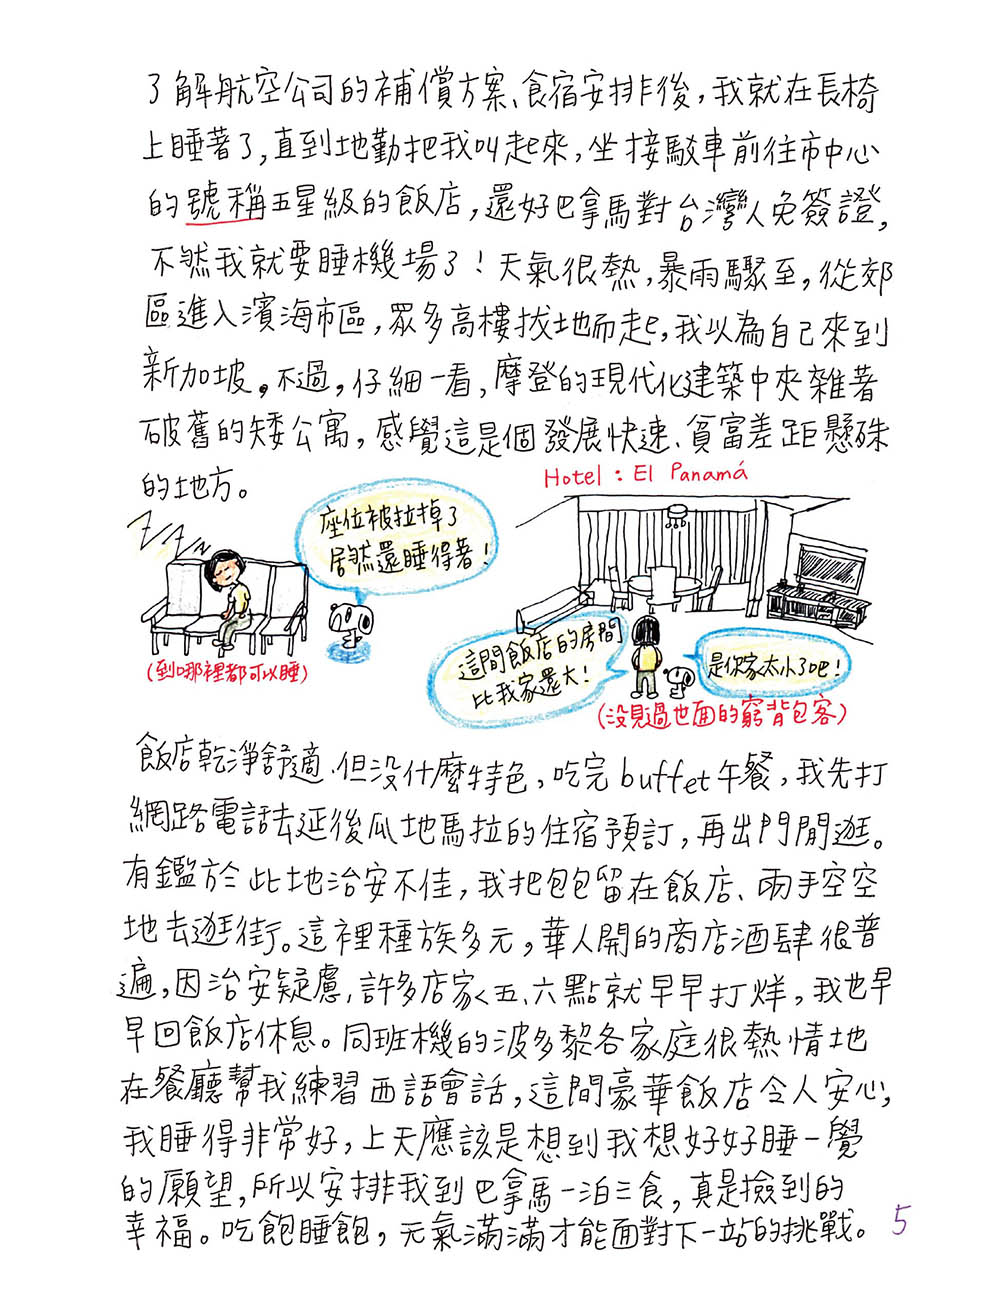 了解航空公司的補償方案、食宿安排後，我就在長椅
上睡著了，直到地勤把我叫起來，坐接駁車前往市中心
的號稱五星級的飯店，還好巴拿馬對台灣人免簽證，
不然我就要睡機場了！天氣很熱，暴雨驟至，從郊
區進入濱海市區，眾多高樓拔地而起，我以為自己來到
新加坡。不過，仔細一看，摩登的現代化建築中夾雜著
破舊的矮公寓，感覺這是個發展快速、貧富差距懸殊
的地方。
Hotel：El Panamá
zzz
座位被拉掉了
居然還睡得著！
(到哪裡都可以睡)
這間飯店的房間
比我家還大！
是你家太小了吧！
(沒見過世面的窮背包客)
飯店乾淨舒適、但没什麼特色，吃完buffet午餐，我先打
網路電話去延後瓜地馬拉的住宿預訂，再出門閒逛。
有鑑於此地治安不佳，我把包包留在飯店、兩手空空
地去逛街。這裡種族多元，華人開的商店酒肆很普
遍，因治安疑慮，許多店家五、六點就早早打烊，我也早
早回飯店休息。同班機的波多黎各家庭很熱情地
在餐廳幫我練習西語會話，這間豪華飯店令人安心，
我睡得非常好，上天應該是想到我想好好睡一覺
的願望，所以安排我到巴拿馬一泊三食，真是撿到的
幸福。吃飽睡飽，元氣滿滿才能面對下一站的挑戰。
5